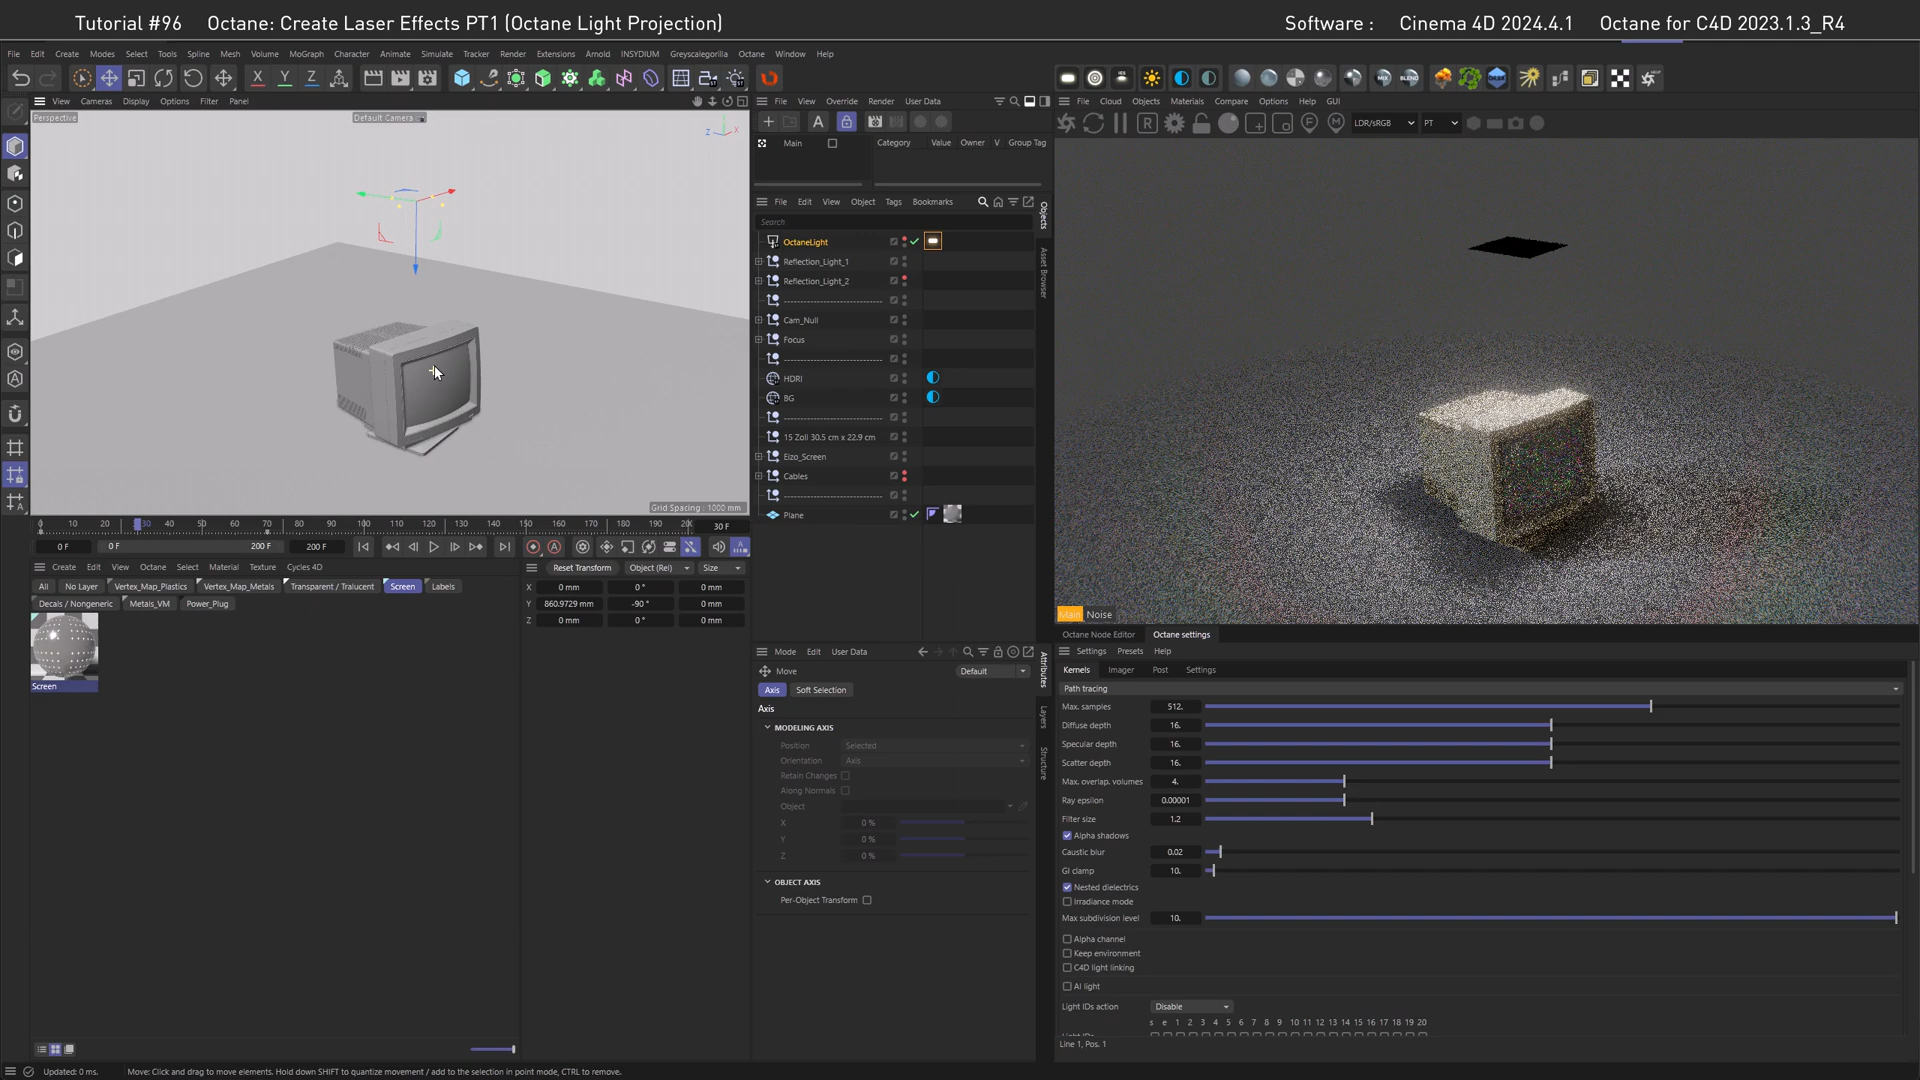 Tutorial #96 Octane: Create Laser Effects PT1 (Octane Light Projection)
Software : Cinema 4D 2024.4.1 Octane for C4D 2023.1.3_R4
File Edit Create Modes Select Tools Spline Mesh Volume MoGraph Character Animate Simulate Tracker Render Extensions Arnold INSYDIUM Greyscalegorilla Octane Window Help
X Y Z
View Cameras Display Options Filter Panel
Perspective
Default Camera
Z X
Grid Spacing : 1000 mm
0 10 20 30 40 50 60 70 80 90 100 110 120 130 140 150 160 170 180 190 200
30 F
0 F 0 F 200 F 200 F
Create Edit View Octane Select Material Texture Cycles 4D
All No Layer Vertex_Map_Plastics Vertex_Map_Metals Transparent / Tralucent Screen Labels
Decals / Nongeneric Metals_VM Power_Plug
Screen
Reset Transform Object (Rel) Size
X 0 mm 0 ° 0 mm
Y 860.9729 mm -90 ° 0 mm
Z 0 mm 0 ° 0 mm
File View Override Render User Data
A
Main Category Value Owner V Group Tag
File Edit View Object Tags Bookmarks
Search
OctaneLight
Reflection_Light_1
Reflection_Light_2
------------------------------
Cam_Null
Focus
------------------------------
HDRI
BG
------------------------------
15 Zoll 30.5 cm x 22.9 cm
Eizo_Screen
Cables
------------------------------
Plane
Objects
Asset Browser
Mode Edit User Data
Move Default
Axis Soft Selection
Axis
MODELING AXIS
Position Selected
Orientation Axis
Retain Changes
Along Normals
Object
X 0 %
Y 0 %
Z 0 %
OBJECT AXIS
Per-Object Transform
Attributes
Layers
Structure
MIX BLEND
File Cloud Objects Materials Compare Options Help GUI
R F M LDR/sRGB PT
Main Noise
Octane Node Editor Octane settings
Settings Presets Help
Kernels Imager Post Settings
Path tracing
Max. samples 512.
Diffuse depth 16.
Specular depth 16.
Scatter depth 16.
Max. overlap. volumes 4.
Ray epsilon 0.00001
Filter size 1.2
Alpha shadows
Caustic blur 0.02
GI clamp 10.
Nested dielectrics
Irradiance mode
Max subdivision level 10.
Alpha channel
Keep environment
C4D light linking
AI light
Light IDs action Disable
s e 1 2 3 4 5 6 7 8 9 10 11 12 13 14 15 16 17 18 19 20
Line 1, Pos. 1
Updated: 0 ms. Move: Click and drag to move elements. Hold down SHIFT to quantize movement / add to the selection in point mode, CTRL to remove.